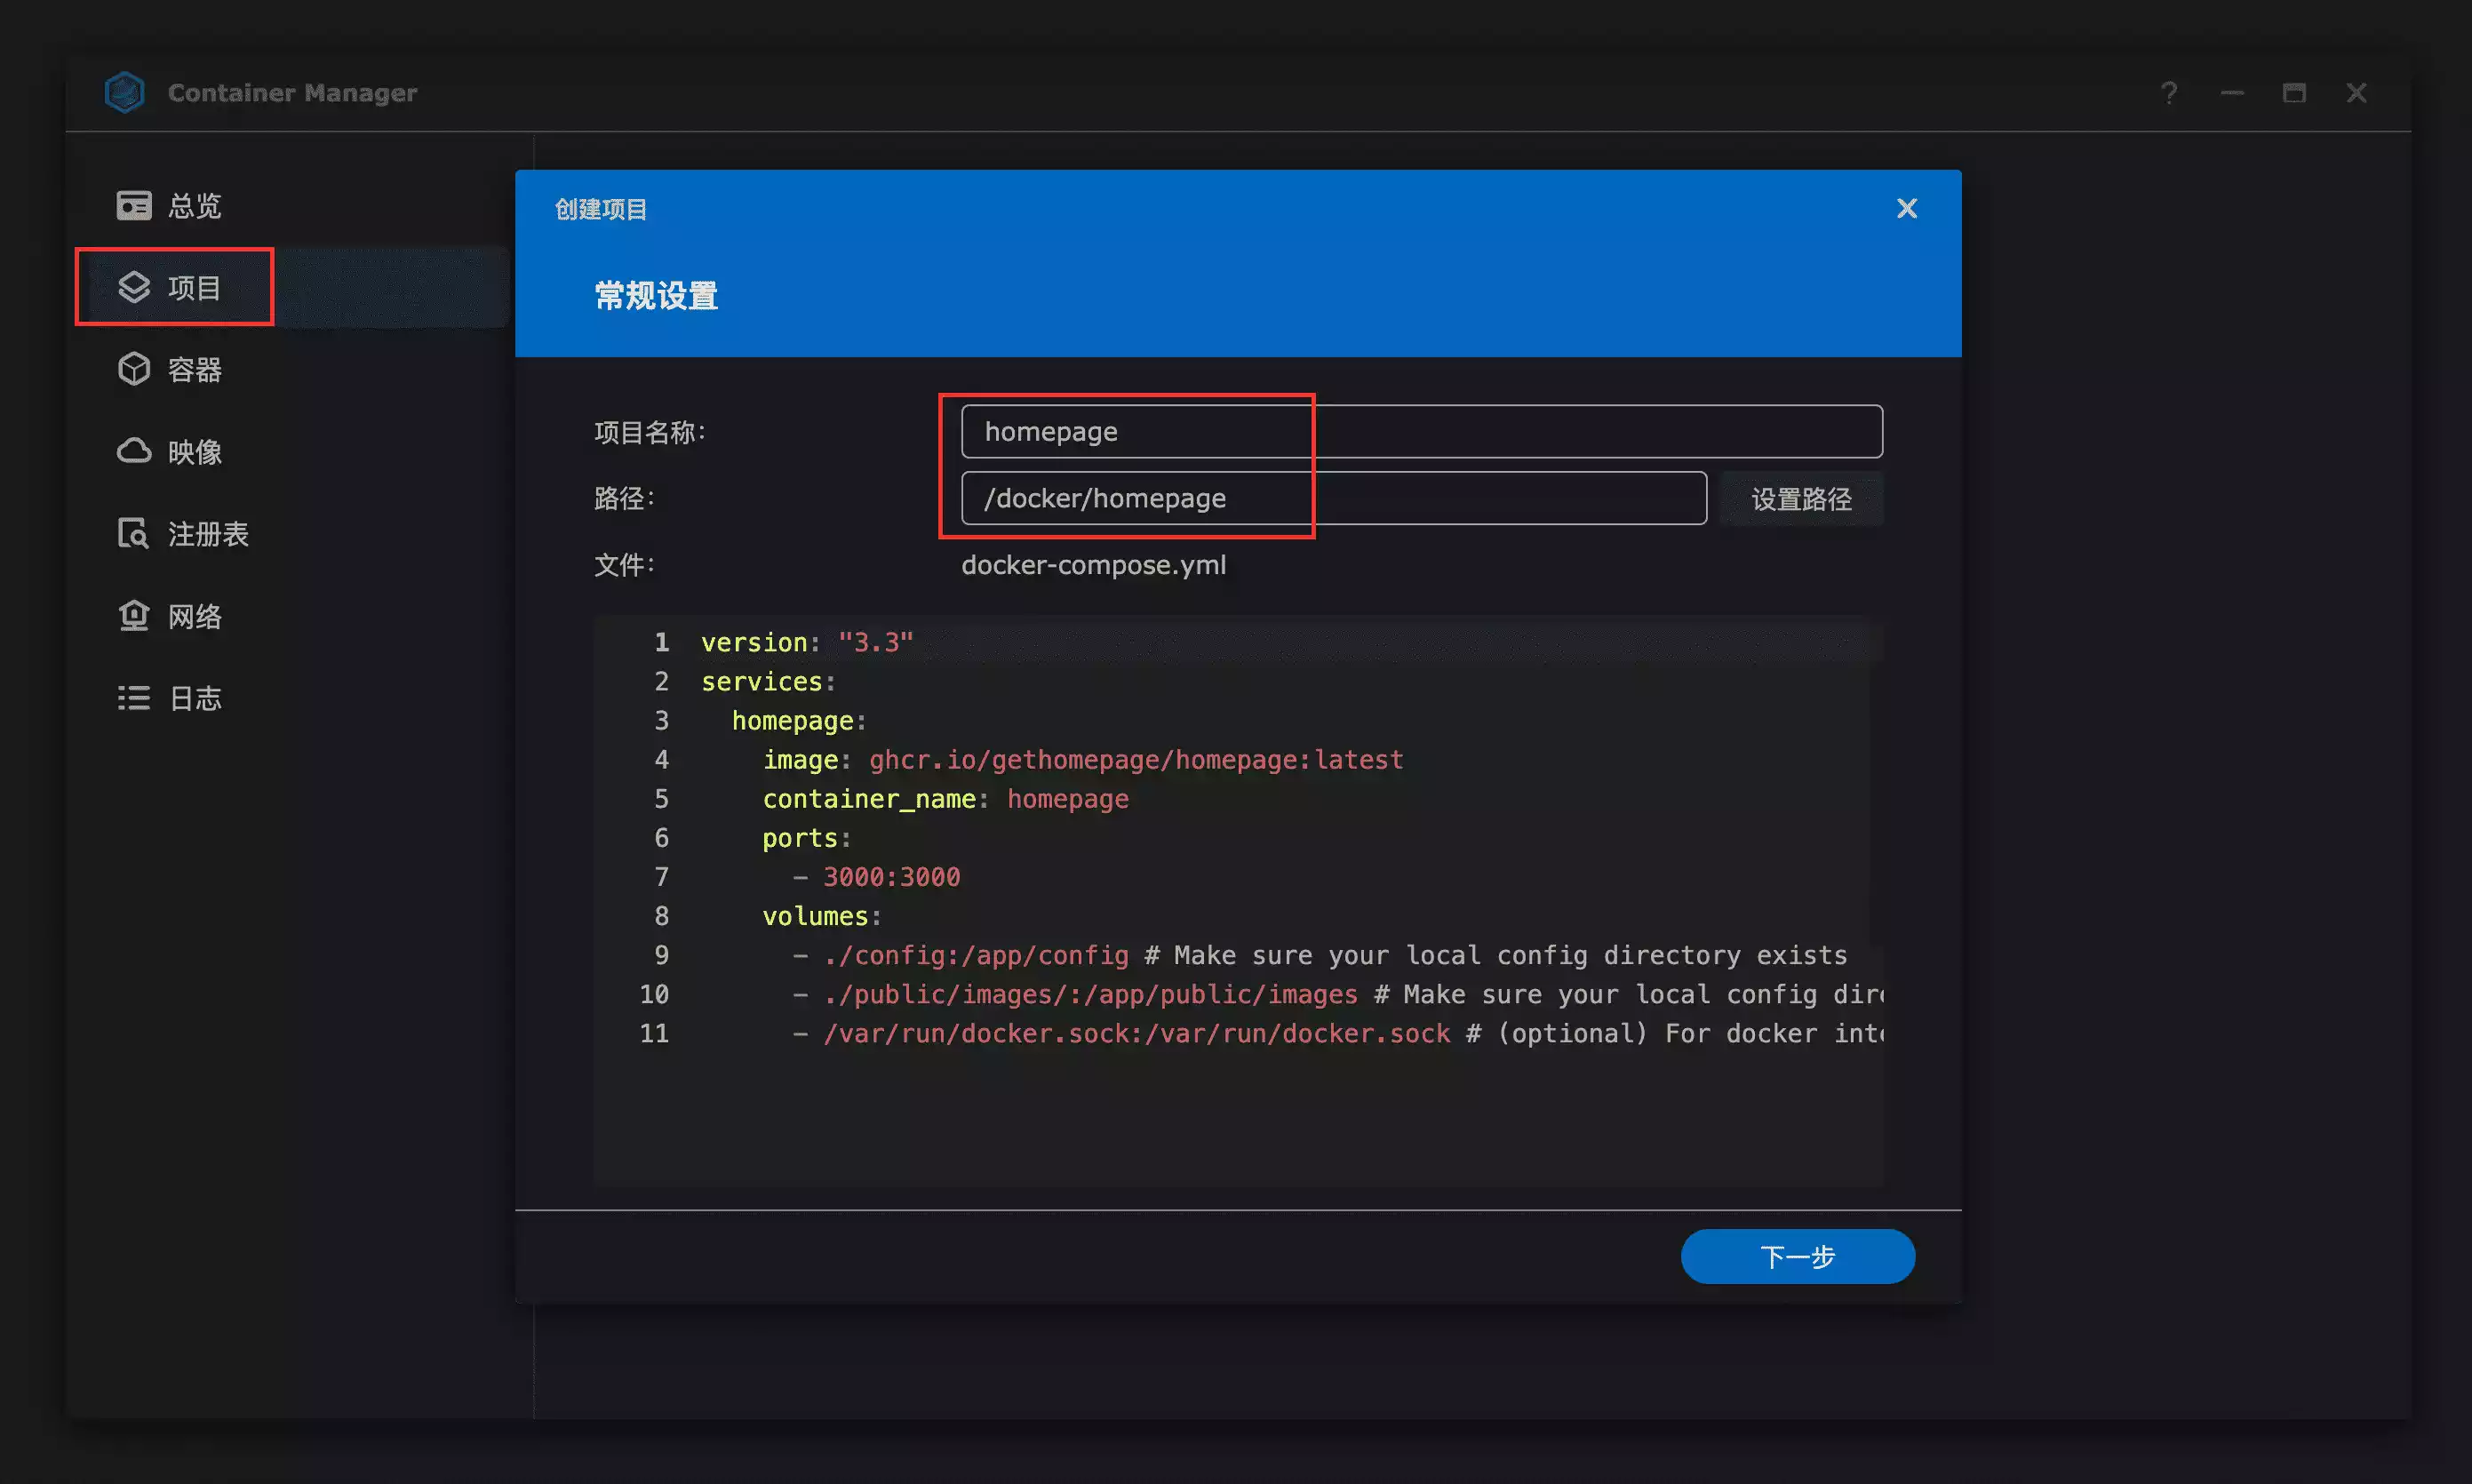 Container Manager
总览
项目
容器
映像
注册表
网络
日志
创建项目
常规设置
项目名称: homepage
路径: /docker/homepage 设置路径
文件: docker-compose.yml
1 version: "3.3"
2 services:
3 homepage:
4 image: ghcr.io/gethomepage/homepage:latest
5 container_name: homepage
6 ports:
7 - 3000:3000
8 volumes:
9 - ./config:/app/config # Make sure your local config directory exists
10 - ./public/images/:/app/public/images # Make sure your local config
11 - /var/run/docker.sock:/var/run/docker.sock # (optional) For docker
下一步